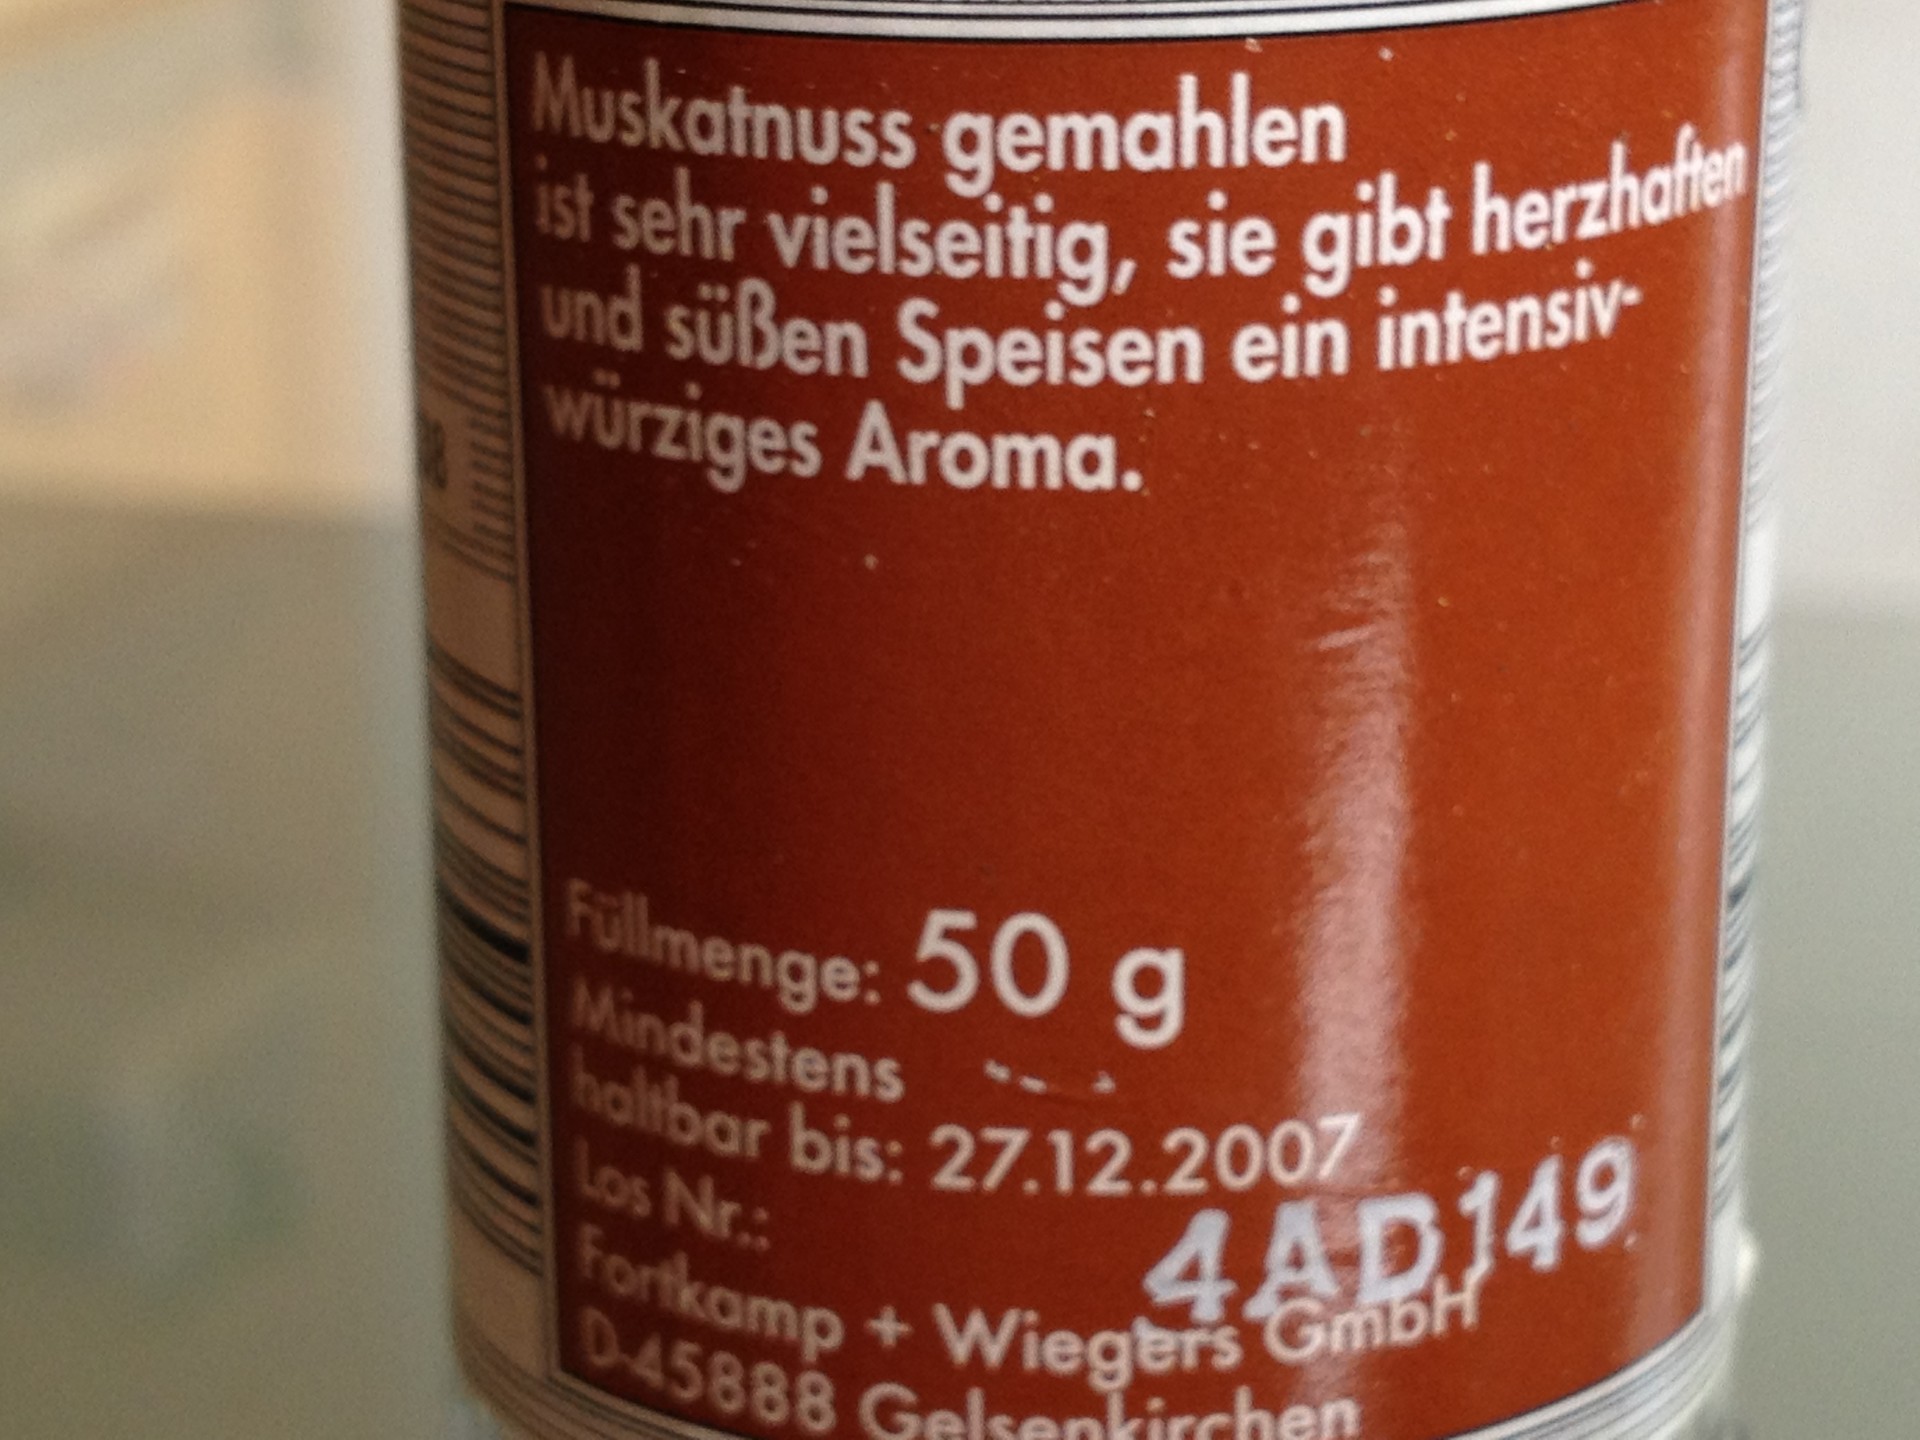 Muskatnuss gemahlen
ist sehr vielseitig, sie gibt herzhaften
und süßen Speisen ein intensiv-
würziges Aroma.
Füllmenge: 50 g
Mindestens
haltbar bis: 27.12.2007
Los Nr.: 4AD149
Fortkamp + Wiegers GmbH
D-45888 Gelsenkirchen